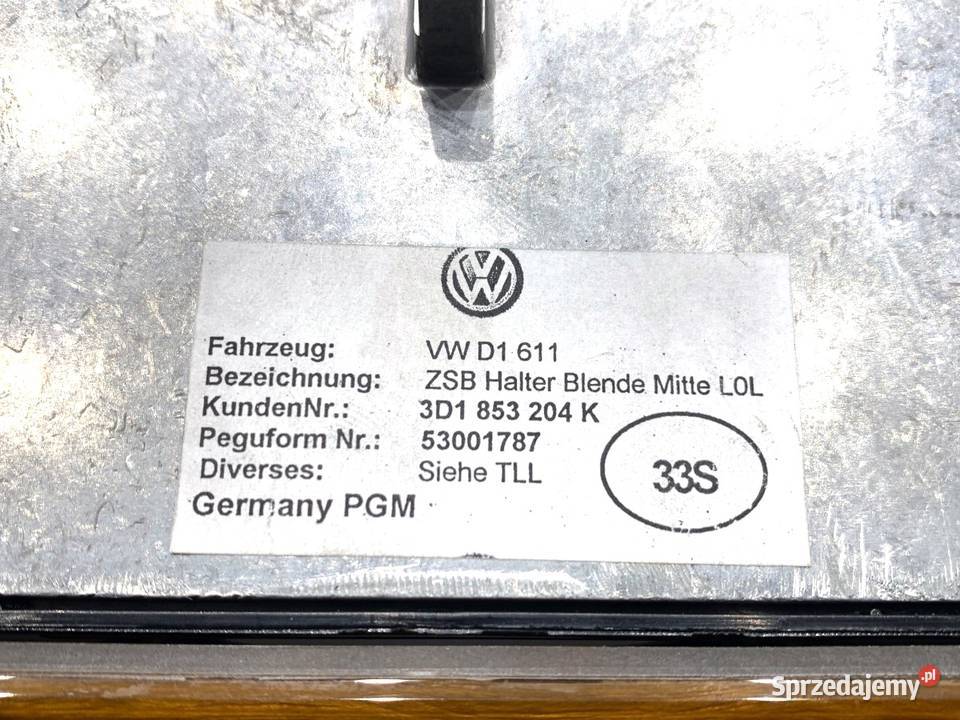 Fahrzeug: VW D1 611
Bezeichnung: ZSB Halter Blende Mitte L0L
KundenNr.: 3D1 853 204 K
Peguform Nr.: 53001787
Diverses: Siehe TLL
33S
Germany PGM
Sprzedajemy.pl